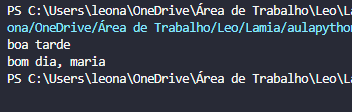 PS C:\Users\leona\OneDrive\Área de Trabalho\Leo\L
ona/OneDrive/Área de Trabalho/Leo/Lamia/aulapython
boa tarde
bom dia, maria
PS C:\Users\leona\OneDrive\Área de Trabalho\Leo\L